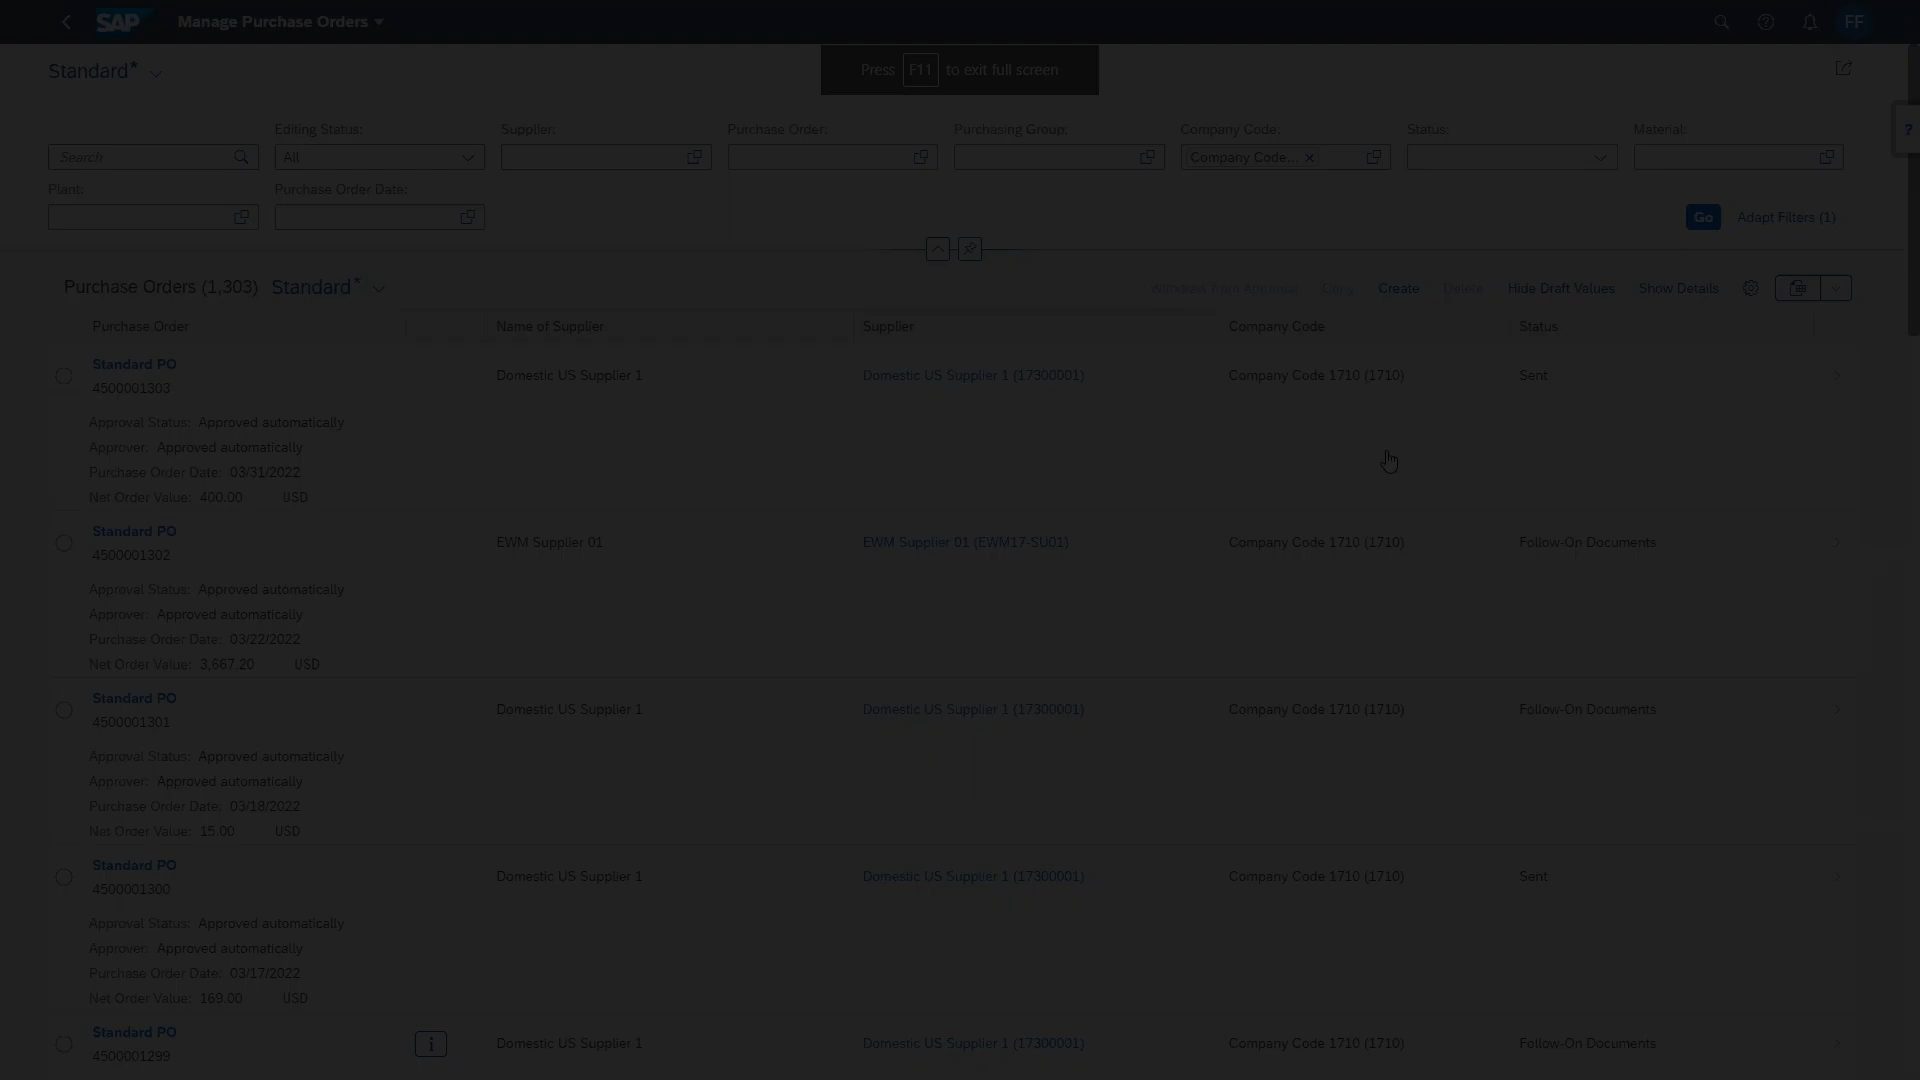 SAP Manage Purchase Orders FF
Standard*
Press F11 to exit full screen
Editing Status: Supplier: Purchase Order: Purchasing Group: Company Code: Status: Material:
Search All Company Code...
?
Plant: Purchase Order Date:
Go Adapt Filters (1)
Purchase Orders (1,303) Standard* Withdraw from Approval Copy Create Delete Hide Draft Values Show Details
Purchase Order Name of Supplier Supplier Company Code Status
Standard PO
4500001303
Domestic US Supplier 1 Domestic US Supplier 1 (17300001) Company Code 1710 (1710) Sent
Approval Status: Approved automatically
Approver: Approved automatically
Purchase Order Date: 03/31/2022
Net Order Value: 400.00 USD
Standard PO
4500001302
EWM Supplier 01 EWM Supplier 01 (EWM17-SU01) Company Code 1710 (1710) Follow-On Documents
Approval Status: Approved automatically
Approver: Approved automatically
Purchase Order Date: 03/22/2022
Net Order Value: 3,667.20 USD
Standard PO
4500001301
Domestic US Supplier 1 Domestic US Supplier 1 (17300001) Company Code 1710 (1710) Follow-On Documents
Approval Status: Approved automatically
Approver: Approved automatically
Purchase Order Date: 03/18/2022
Net Order Value: 15.00 USD
Standard PO
4500001300
Domestic US Supplier 1 Domestic US Supplier 1 (17300001) Company Code 1710 (1710) Sent
Approval Status: Approved automatically
Approver: Approved automatically
Purchase Order Date: 03/17/2022
Net Order Value: 169.00 USD
Standard PO
4500001299
i Domestic US Supplier 1 Domestic US Supplier 1 (17300001) Company Code 1710 (1710) Follow-On Documents